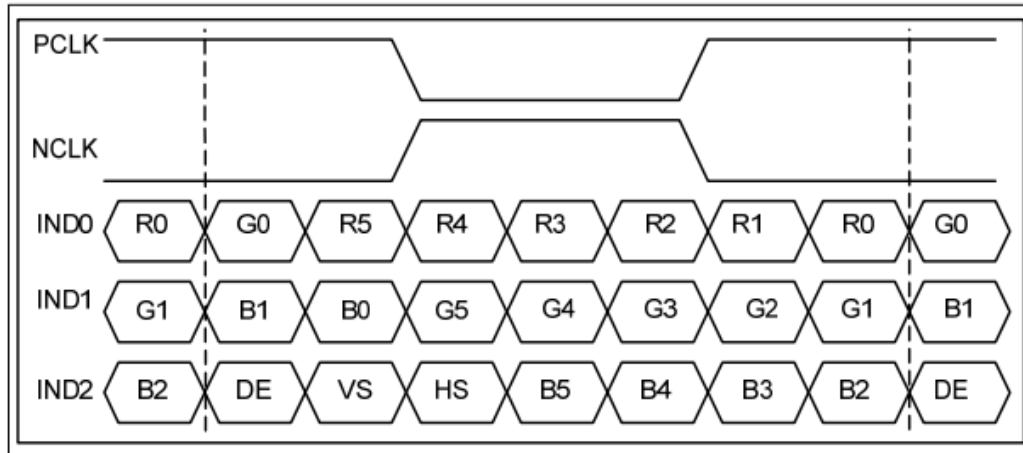 PCLK
NCLK
IND0 R0 G0 R5 R4 R3 R2 R1 R0 G0
IND1 G1 B1 B0 G5 G4 G3 G2 G1 B1
IND2 B2 DE VS HS B5 B4 B3 B2 DE